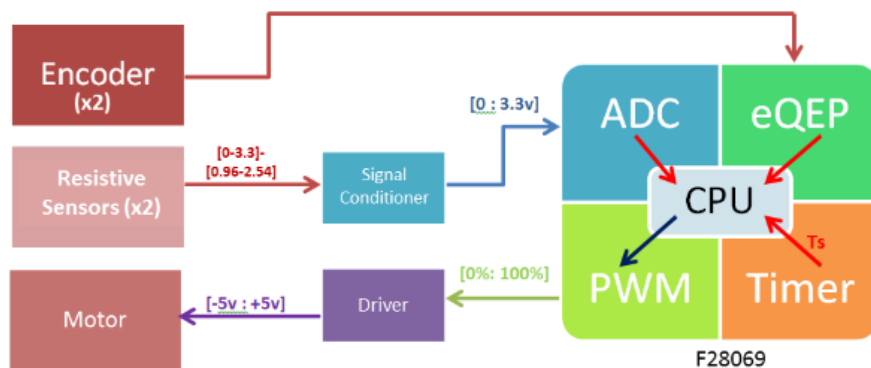 Encoder
(x2)
[0 : 3.3v]
ADC
eQEP
[0-3.3]-
[0.96-2.54]
Resistive
Sensors (x2)
Signal
Conditioner
CPU
Ts
[0%: 100%]
PWM
Timer
[-5v : +5v]
Motor
Driver
F28069